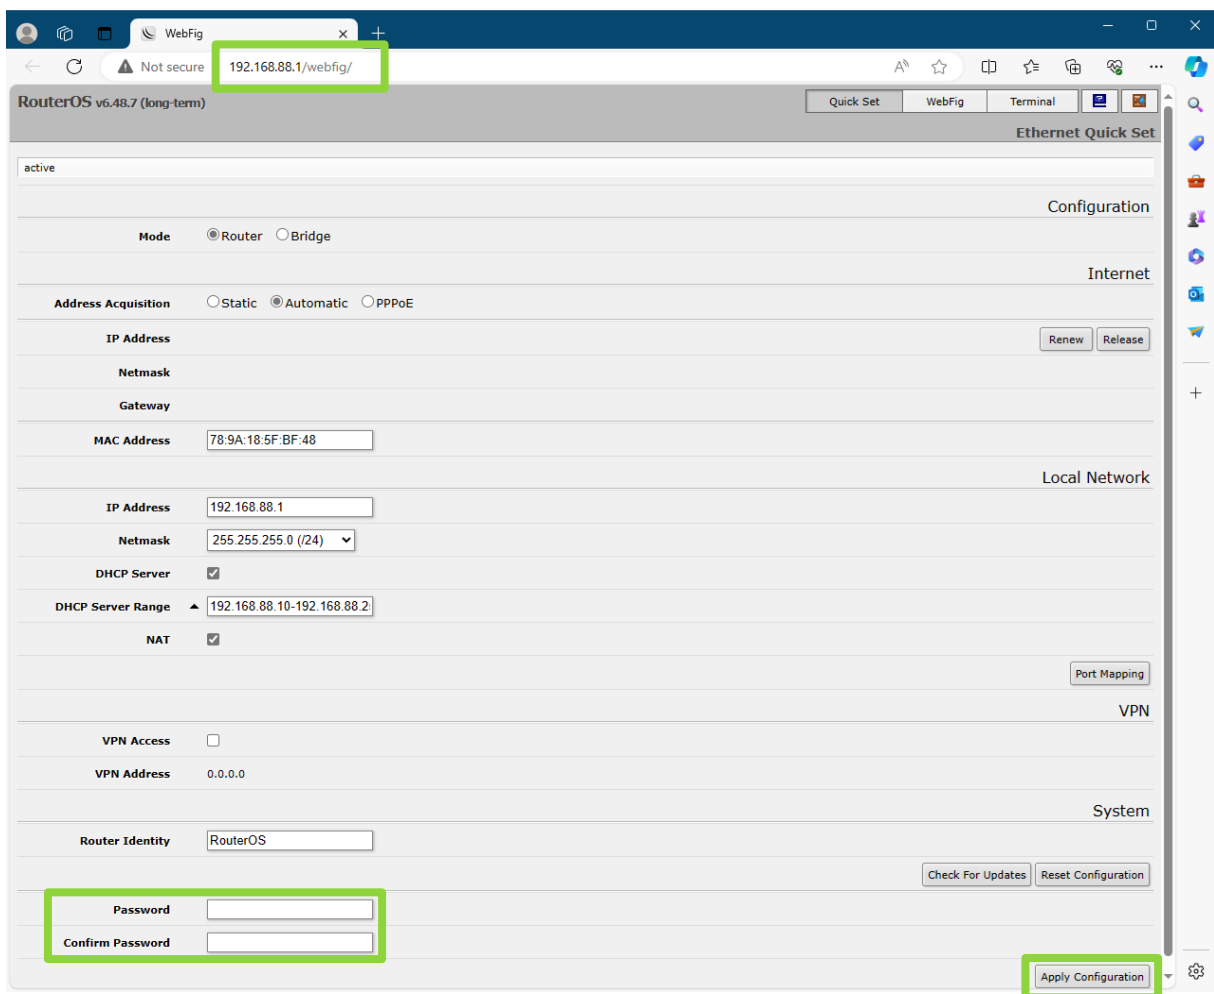 WebFig
Not secure 192.168.88.1/webfig/
RouterOS v6.48.7 (long-term) Quick Set WebFig Terminal
Ethernet Quick Set
active
Configuration
Mode Router Bridge
Internet
Address Acquisition Static Automatic PPPoE
IP Address Renew Release
Netmask
Gateway
MAC Address 78:9A:18:5F:BF:48
Local Network
IP Address 192.168.88.1
Netmask 255.255.255.0 (/24)
DHCP Server
DHCP Server Range 192.168.88.10-192.168.88.2
NAT
Port Mapping
VPN
VPN Access
VPN Address 0.0.0.0
System
Router Identity RouterOS
Check For Updates Reset Configuration
Password
Confirm Password
Apply Configuration